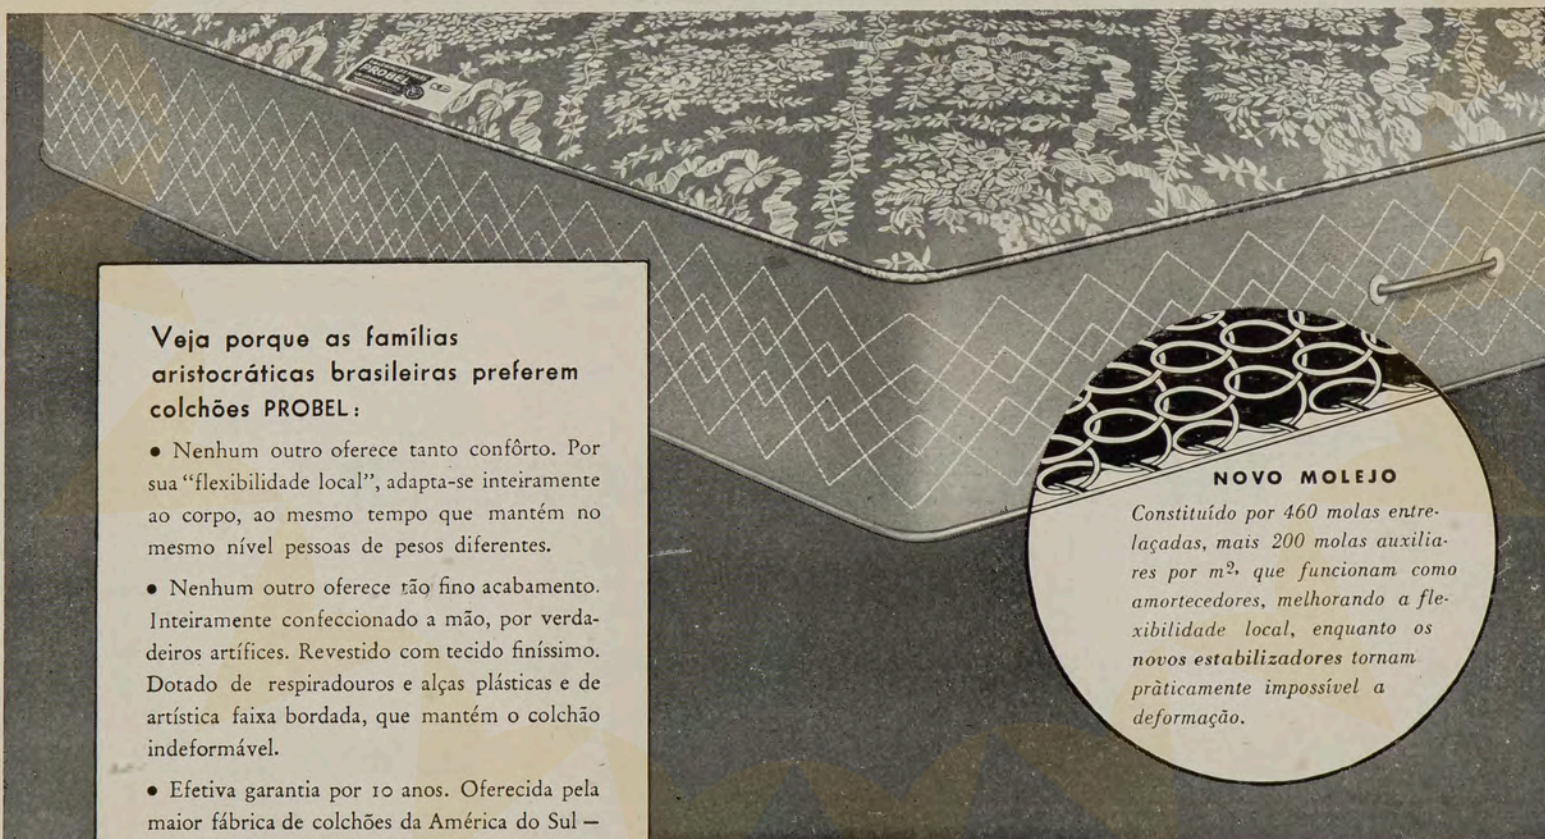 PROBEL
Veja porque as famílias
aristocráticas brasileiras preferem
colchões PROBEL:
• Nenhum outro oferece tanto confôrto. Por
sua "flexibilidade local", adapta-se inteiramente
ao corpo, ao mesmo tempo que mantém no
mesmo nível pessoas de pesos diferentes.
• Nenhum outro oferece tão fino acabamento.
Inteiramente confeccionado a mão, por verda-
deiros artífices. Revestido com tecido finíssimo.
Dotado de respiradouros e alças plásticas e de
artística faixa bordada, que mantém o colchão
indeformável.
• Efetiva garantia por 10 anos. Oferecida pela
maior fábrica de colchões da América do Sul —
NOVO MOLEJO
Constituído por 460 molas entre-
laçadas, mais 200 molas auxilia-
res por m², que funcionam como
amortecedores, melhorando a fle-
xibilidade local, enquanto os
novos estabilizadores tornam
pràticamente impossível a
deformação.